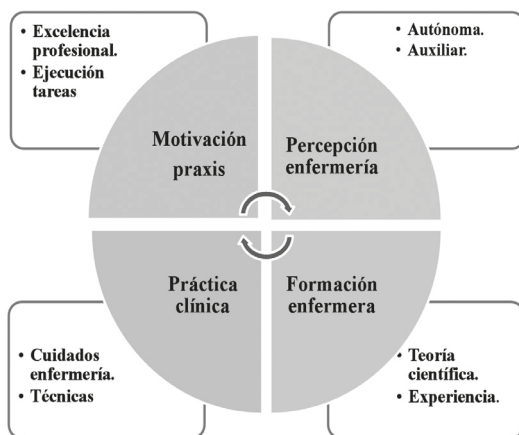 • Excelencia
profesional.
• Ejecución
tareas
• Autónoma.
• Auxiliar.
Motivación
praxis
Percepción
enfermería
Práctica
clínica
Formación
enfermera
• Cuidados
enfermería.
• Técnicas
• Teoría
científica.
• Experiencia.